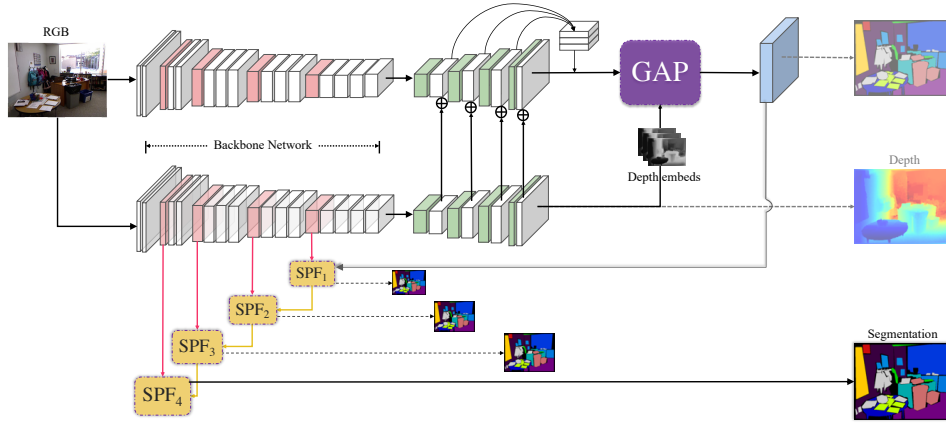 RGB
GAP
Backbone Network
Depth embeds
Depth
SPF1
SPF2
SPF3
SPF4
Segmentation